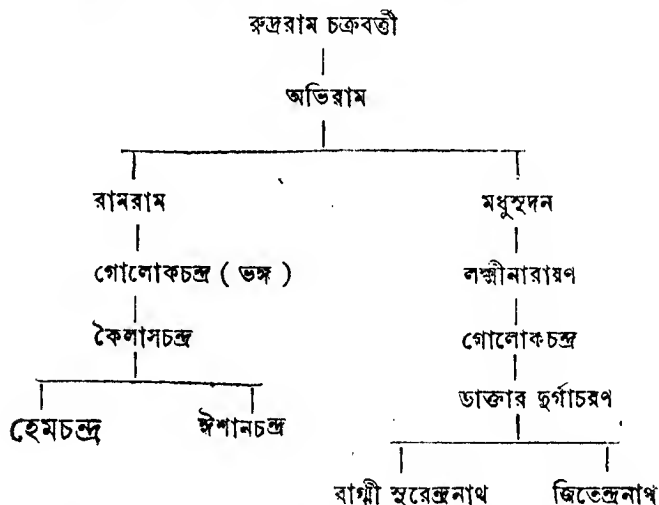 রুদ্ররাম চক্রবর্ত্তী
অভিরাম
রামরাম মধুসূদন
গোলোকচন্দ্র ( ভঙ্গ ) লক্ষ্মীনারায়ণ
কৈলাসচন্দ্র গোলোকচন্দ্র
হেমচন্দ্র ঈশানচন্দ্র ডাক্তার দুর্গাচরণ
বাগ্মী সুরেন্দ্রনাথ জিতেন্দ্রনাথ